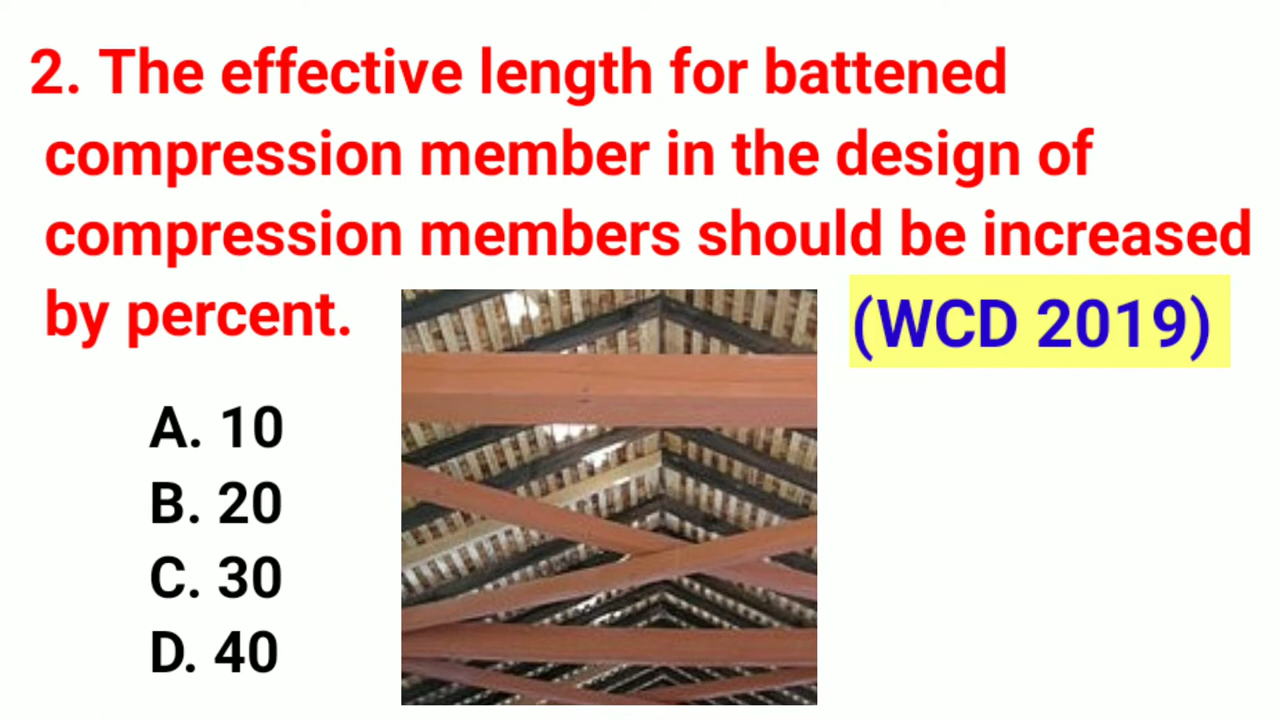 2. The effective length for battened
compression member in the design of
compression members should be increased
by percent.
(WCD 2019)
A. 10
B. 20
C. 30
D. 40